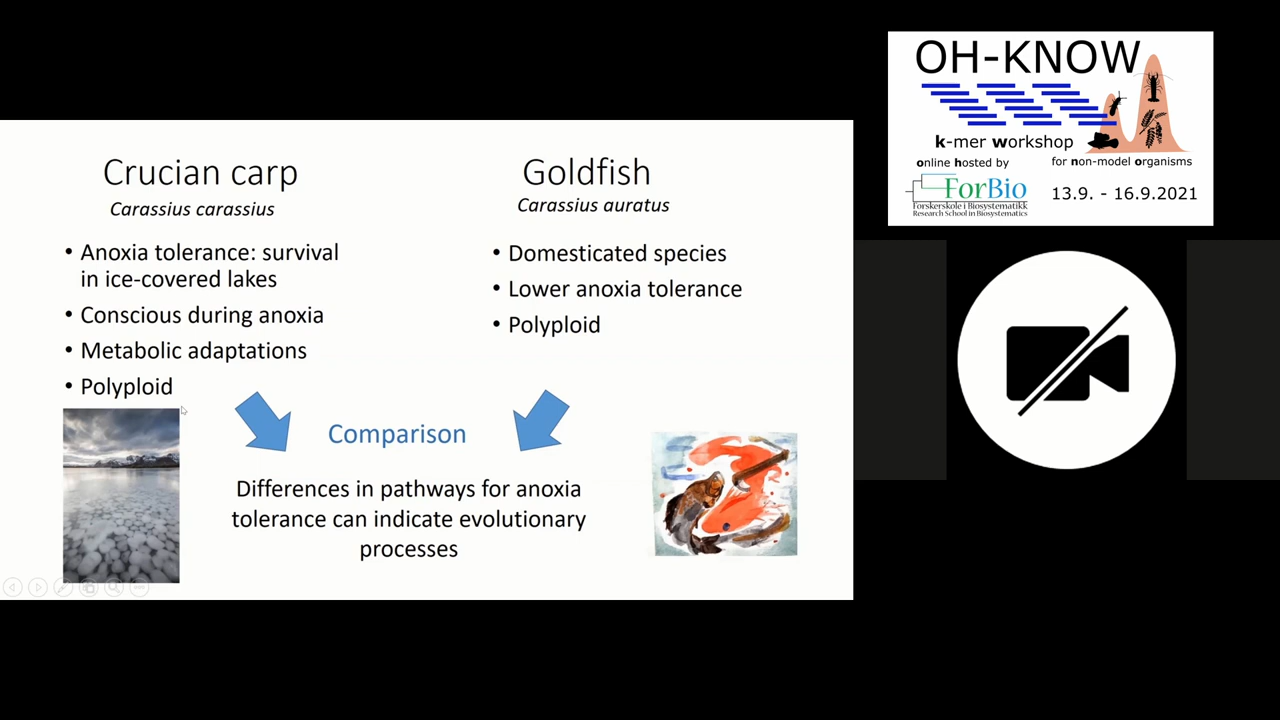 Crucian carp
Carassius carassius
• Anoxia tolerance: survival
in ice-covered lakes
• Conscious during anoxia
• Metabolic adaptations
• Polyploid
Goldfish
Carassius auratus
• Domesticated species
• Lower anoxia tolerance
• Polyploid
Comparison
Differences in pathways for anoxia
tolerance can indicate evolutionary
processes
OH-KNOW
k-mer workshop
online hosted by
for non-model organisms
ForBio
Forskerskole i Biosystematikk
Research School in Biosystematics
13.9. - 16.9.2021